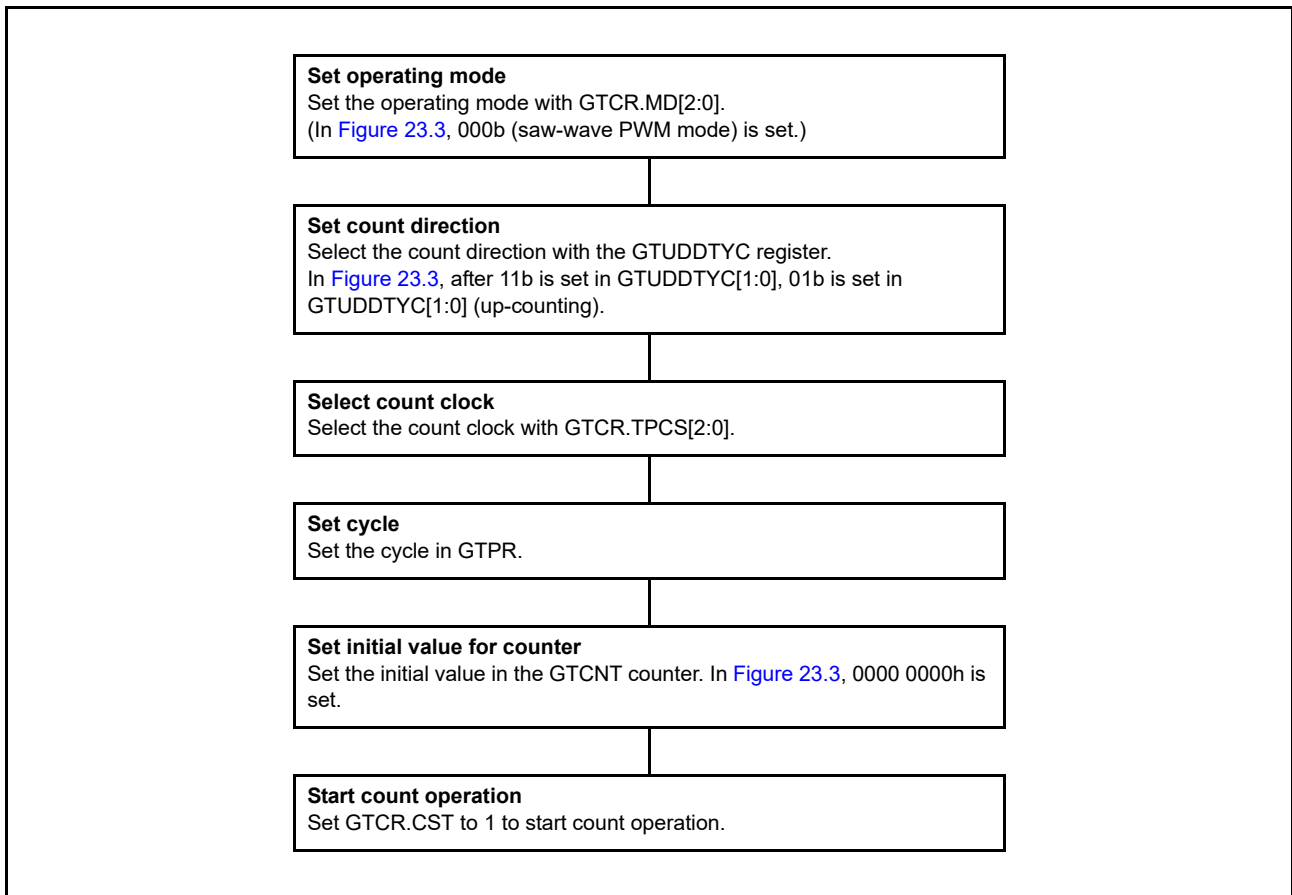 Set operating mode
Set the operating mode with GTCR.MD[2:0].
(In Figure 23.3, 000b (saw-wave PWM mode) is set.)
Set count direction
Select the count direction with the GTUDDTYC register.
In Figure 23.3, after 11b is set in GTUDDTYC[1:0], 01b is set in
GTUDDTYC[1:0] (up-counting).
Select count clock
Select the count clock with GTCR.TPCS[2:0].
Set cycle
Set the cycle in GTPR.
Set initial value for counter
Set the initial value in the GTCNT counter. In Figure 23.3, 0000 0000h is
set.
Start count operation
Set GTCR.CST to 1 to start count operation.